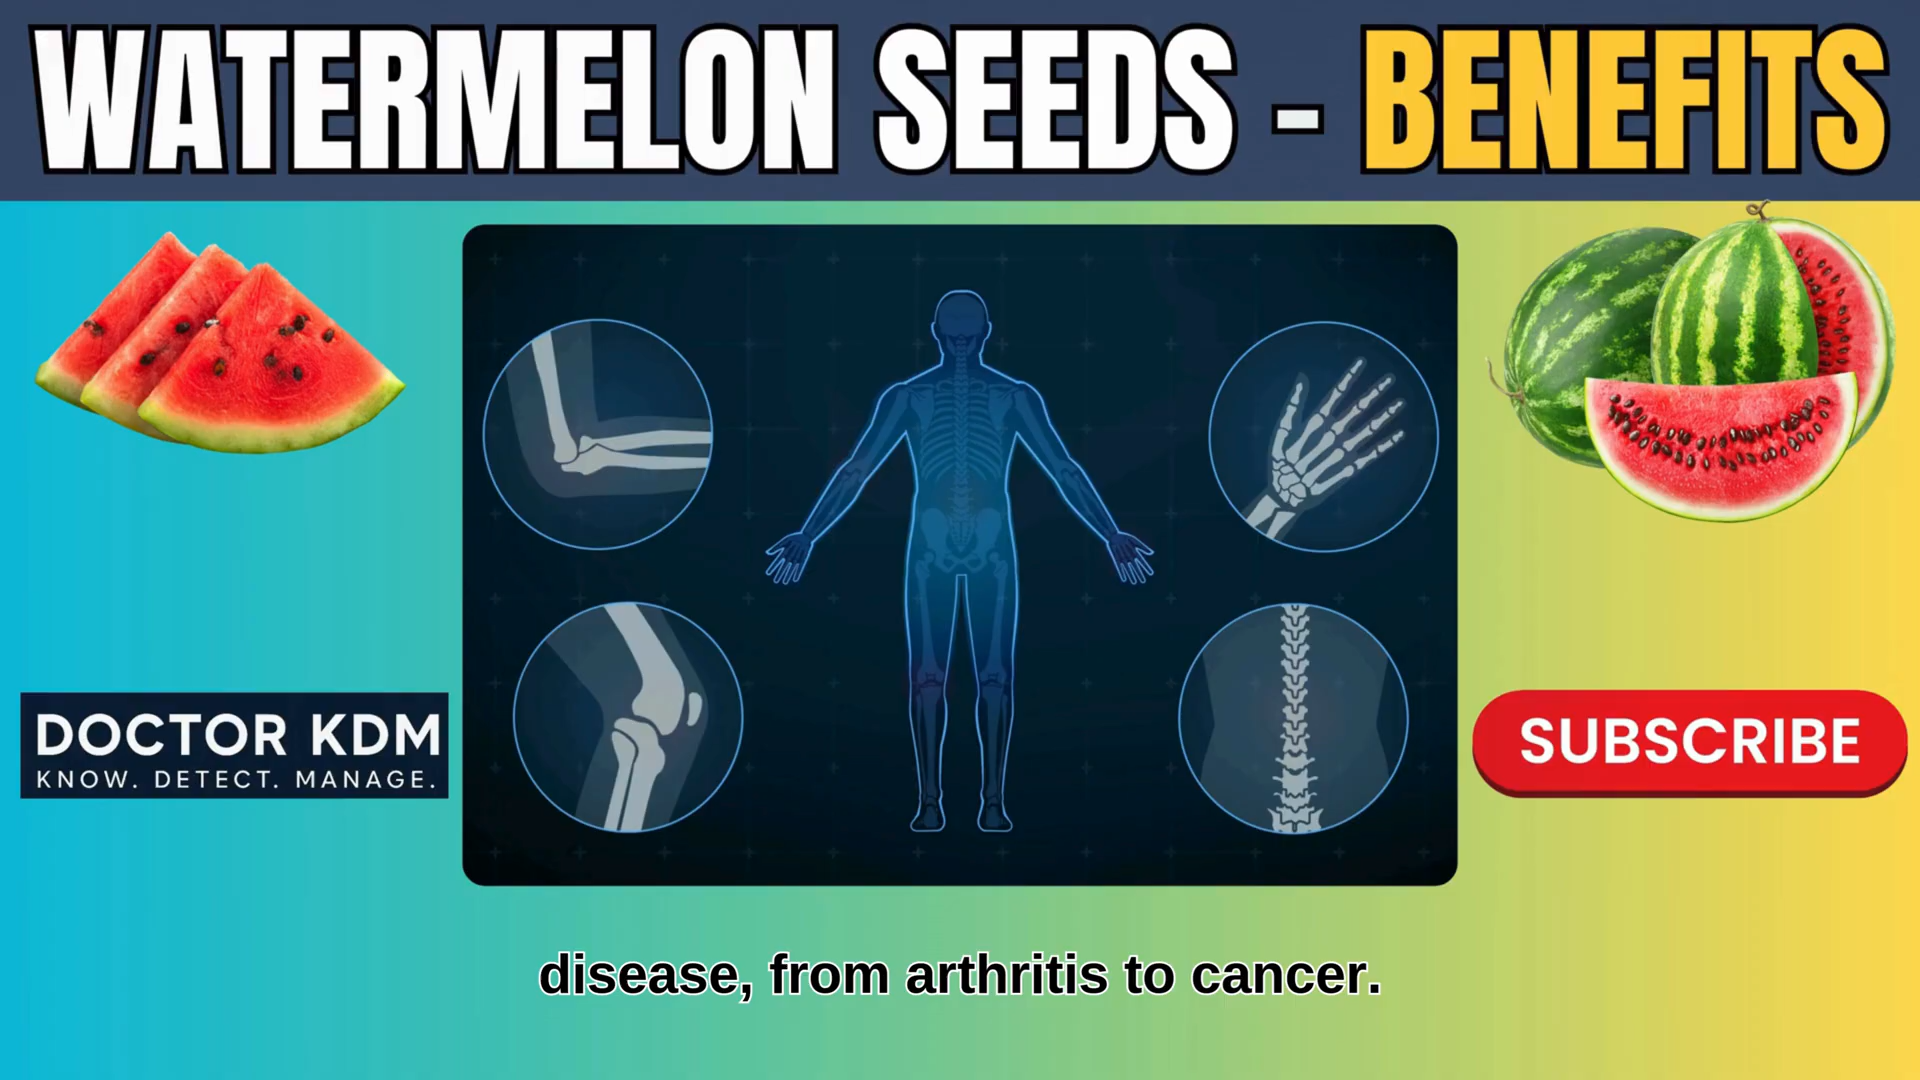 WATERMELON SEEDS - BENEFITS
DOCTOR KDM
KNOW. DETECT. MANAGE.
SUBSCRIBE
disease, from arthritis to cancer.